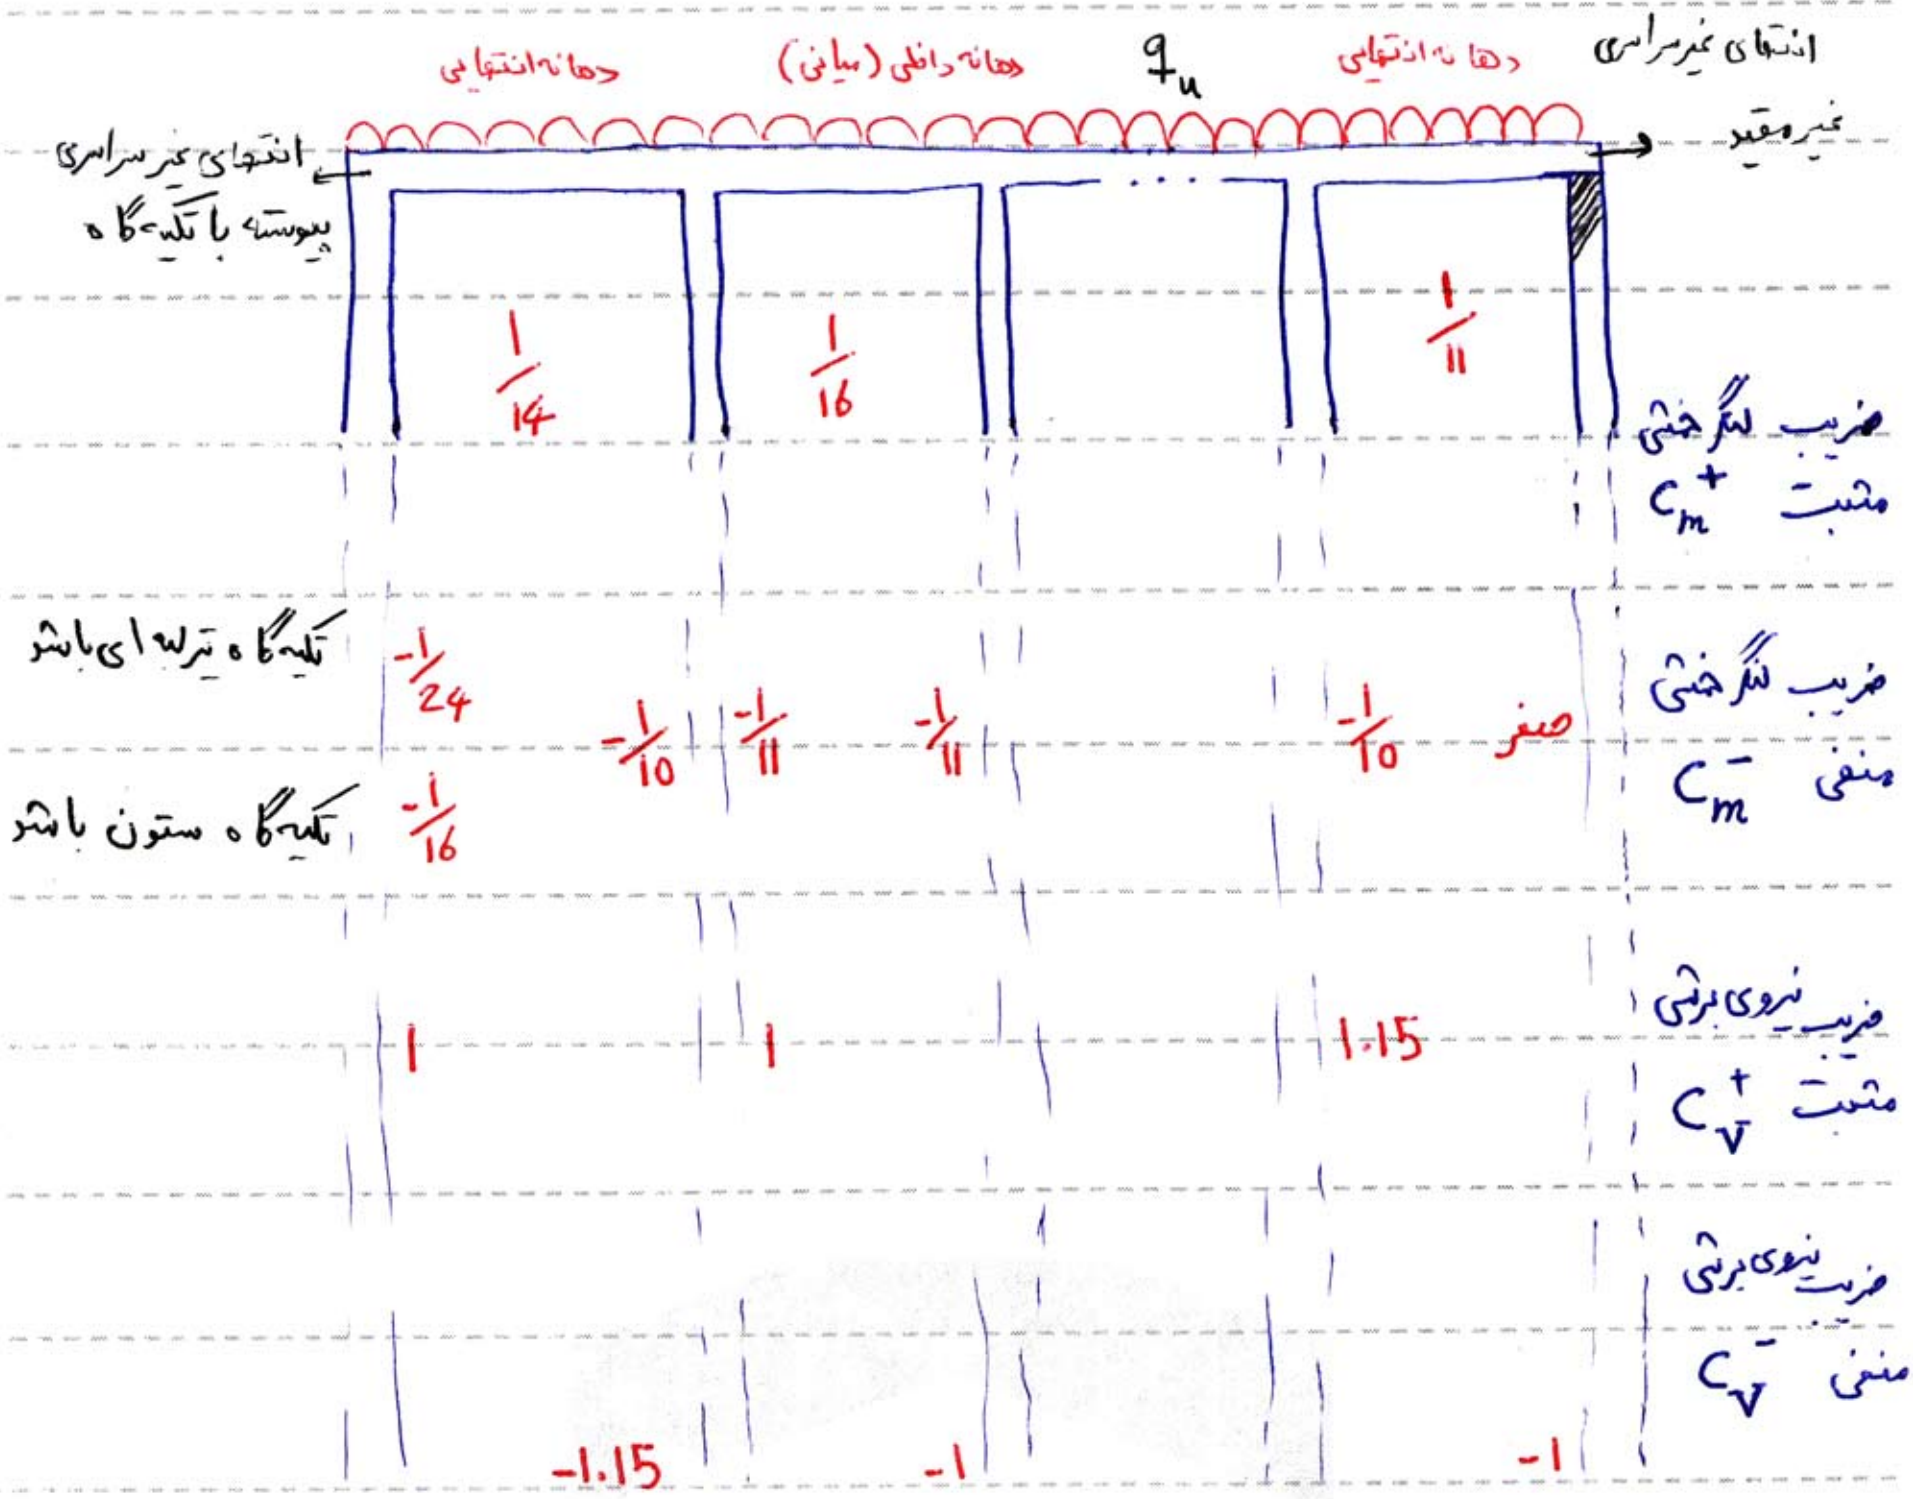 انتهای غیرسراسری
دهانه انتهایی
q_u
دهانه داخلی (میانی)
دهانه انتهایی
غیرمقید
انتهای غیرسراسری
پیوسته با تکیه‌گاه
1/14 1/16 1/11
ضریب لنگر خمشی
مثبت C_m^+
تکیه‌گاه تیر لبه‌ای باشد
-1/24
ضریب لنگر خمشی
-1/10 -1/11 -1/11 -1/10 صفر
منفی C_m^-
تکیه‌گاه ستون باشد
-1/16
ضریب نیروی برشی
1 1 1.15
مثبت C_V^+
ضریب نیروی برشی
منفی C_V^-
-1.15 -1 -1